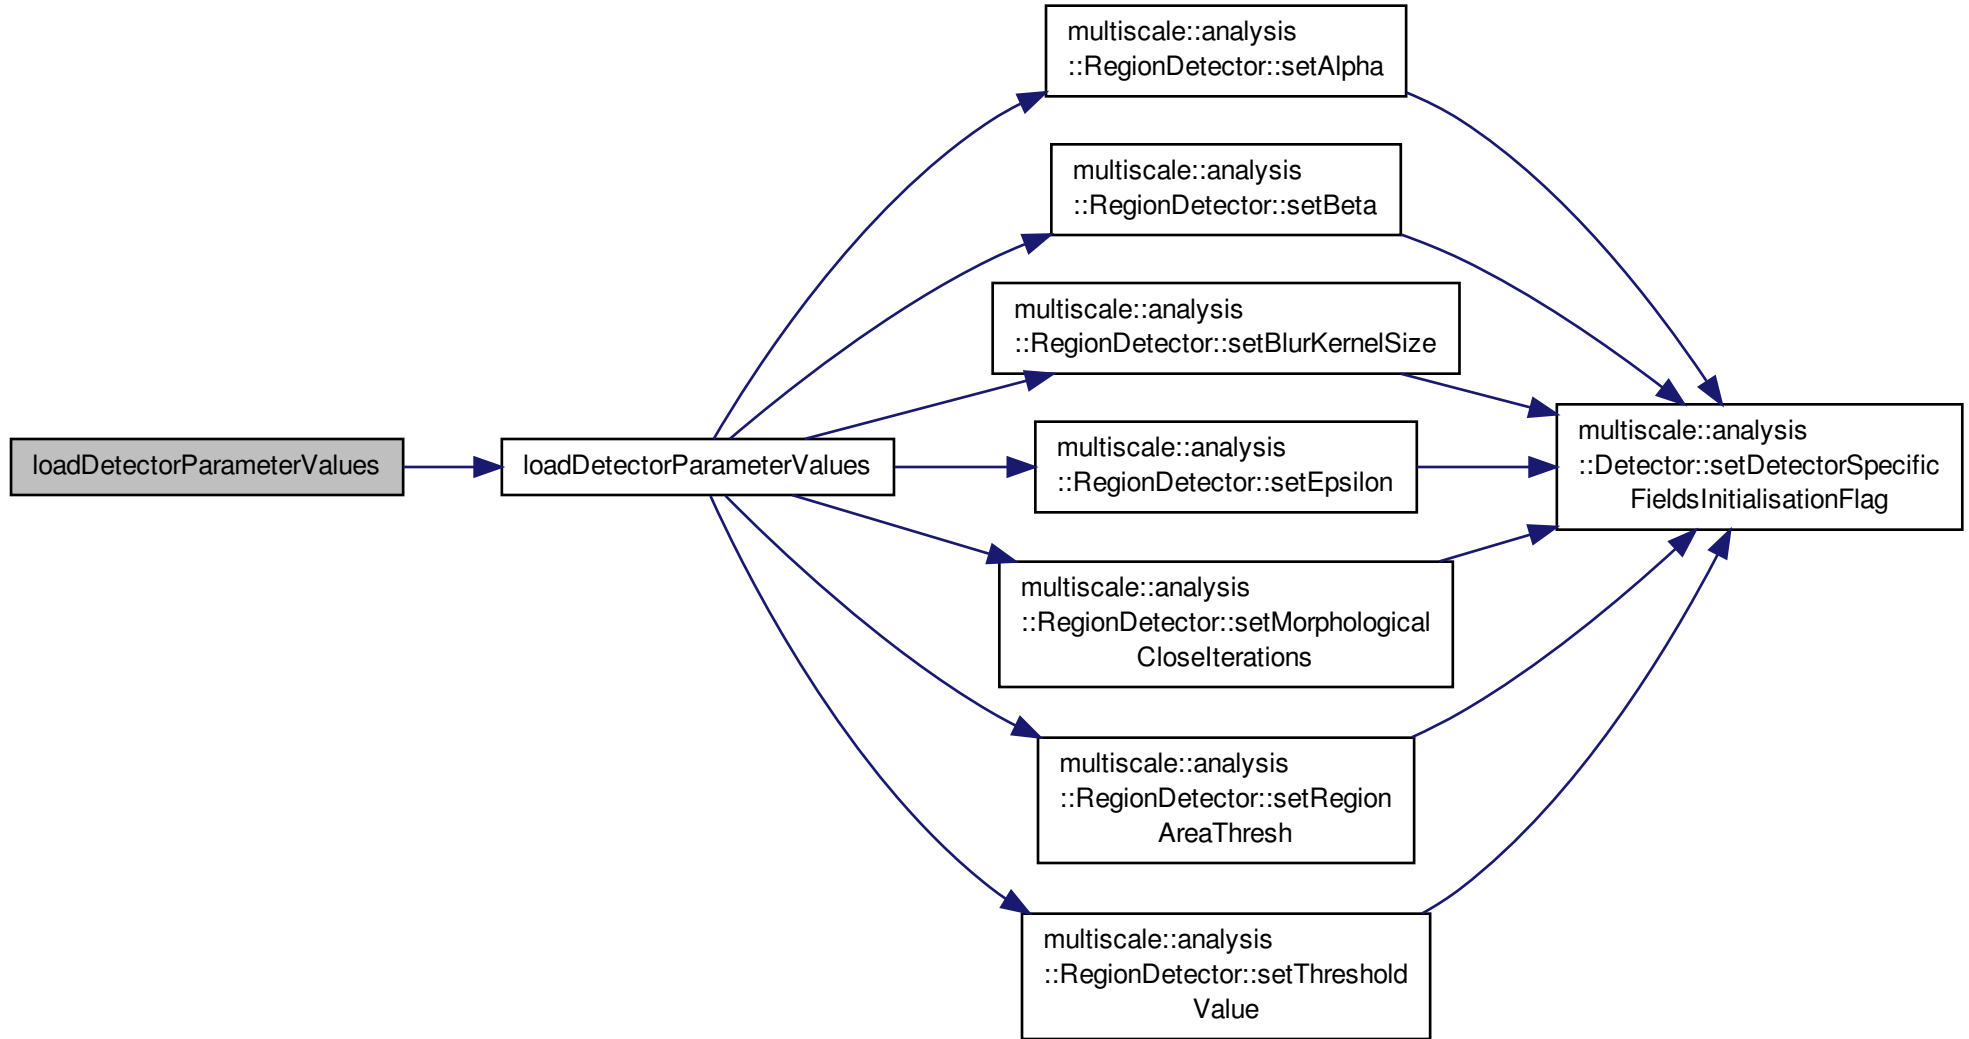 loadDetectorParameterValues
loadDetectorParameterValues
multiscale::analysis
::RegionDetector::setAlpha
multiscale::analysis
::RegionDetector::setBeta
multiscale::analysis
::RegionDetector::setBlurKernelSize
multiscale::analysis
::RegionDetector::setEpsilon
multiscale::analysis
::RegionDetector::setMorphological
CloseIterations
multiscale::analysis
::RegionDetector::setRegion
AreaThresh
multiscale::analysis
::RegionDetector::setThreshold
Value
multiscale::analysis
::Detector::setDetectorSpecific
FieldsInitialisationFlag